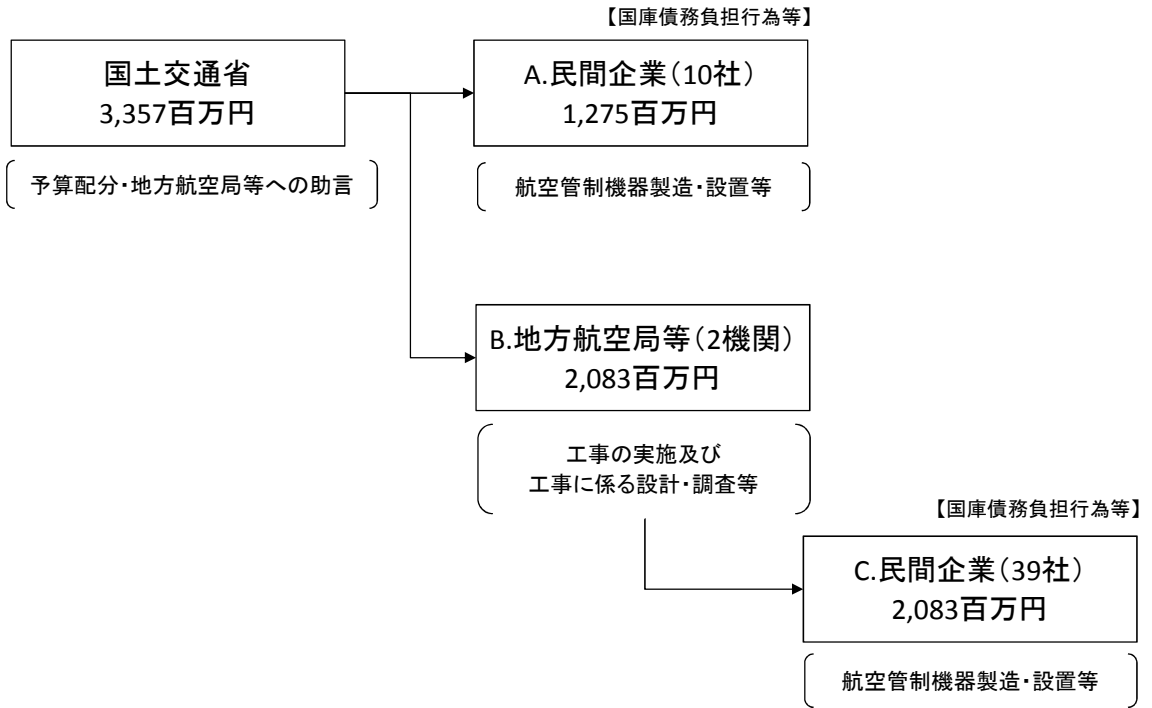 【国庫債務負担行為等】
国土交通省
3,357百万円
A.民間企業(10社)
1,275百万円
予算配分・地方航空局等への助言
航空管制機器製造・設置等
B.地方航空局等(2機関)
2,083百万円
工事の実施及び
工事に係る設計・調査等
【国庫債務負担行為等】
C.民間企業(39社)
2,083百万円
航空管制機器製造・設置等